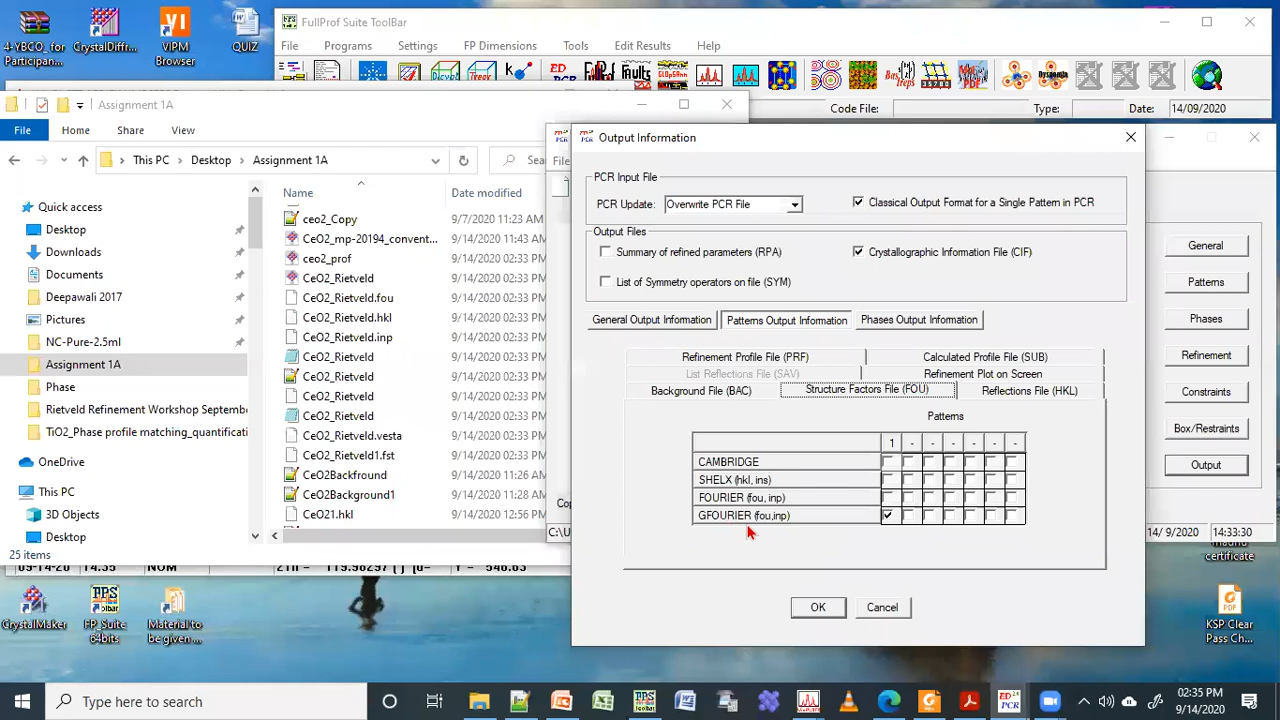 4-YBCO_for Participan...
CrystalDiffr...
VIPM Browser
QUIZ
FullProf Suite ToolBar
File Programs Settings FP Dimensions Tools Edit Results Help
Code File: Type: Date: 14/09/2020
Assignment 1A
File Home Share View
This PC Desktop Assignment 1A
Name Date modified
Quick access
Desktop
Downloads
Documents
Deepawali 2017
Pictures
NC-Pure-2.5ml
Assignment 1A
Phase
Rietveld Refinement Workshop Septembe
TiO2_Phase profile matching_quantificati
OneDrive
This PC
3D Objects
Desktop
25 items
ceo2_Copy 9/7/2020 11:23 AM
CeO2_mp-20194_convent... 9/14/2020 11:43 AM
ceo2_prof 9/14/2020 02:33 PM
CeO2_Rietveld 9/14/2020 02:33 PM
CeO2_Rietveld.fou 9/14/2020 02:33 PM
CeO2_Rietveld.hkl 9/14/2020 02:33 PM
CeO2_Rietveld.inp 9/14/2020 02:33 PM
CeO2_Rietveld 9/14/2020 02:33 PM
CeO2_Rietveld 9/14/2020 02:33 PM
CeO2_Rietveld 9/14/2020 02:33 PM
CeO2_Rietveld 9/14/2020 02:33 PM
CeO2_Rietveld.vesta 9/14/2020 02:33 PM
CeO2_Rietveld1.fst 9/14/2020 02:33 PM
CeO2Backfround 9/14/2020 11:26 AM
CeO2Background1 9/14/2020 11:28 AM
CeO21.hkl 9/14/2020 02:33 PM
Output Information
PCR Input File
PCR Update: Overwrite PCR File
Classical Output Format for a Single Pattern in PCR
Output Files
Summary of refined parameters (RPA)
Crystallographic Information File (CIF)
List of Symmetry operators on file (SYM)
General Output Information Patterns Output Information Phases Output Information
Refinement Profile File (PRF) Calculated Profile File (SUB)
List Reflections File (SAV) Refinement Plot on Screen
Background File (BAC) Structure Factors File (FOU) Reflections File (HKL)
Patterns
1 - - - - - -
CAMBRIDGE
SHELX (hkl, ins)
FOURIER (fou, inp)
GFOURIER (fou,inp)
OK Cancel
General
Patterns
Phases
Refinement
Constraints
Box/Restraints
Output
14/ 9/ 2020 14:33:30
CrystalMaker
FP_Suite 64bits
Material to be given ...
certificate
KSP Clear Pass Ch...
Type here to search
02:35 PM
9/14/2020